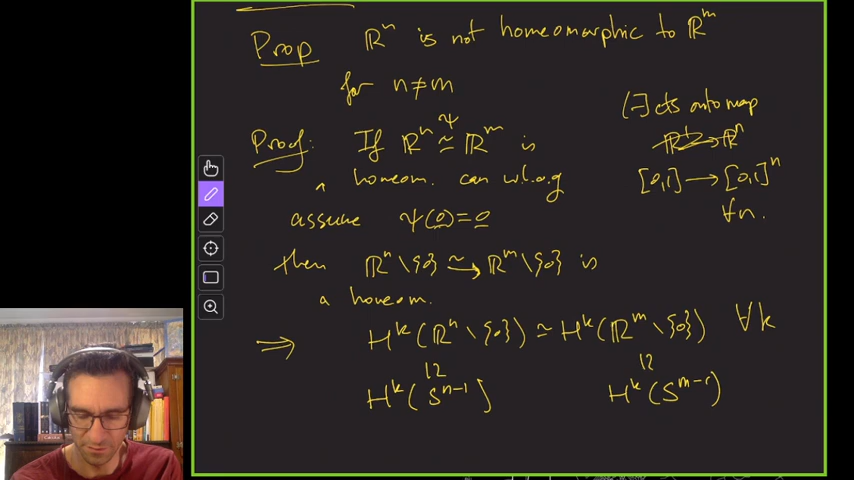 Prop ℝⁿ is not homeomorphic to ℝᵐ
for n≠m
Proof: If ℝⁿ ≃^ψ ℝᵐ is
a homeom. can w.l.o.g
assume ψ(0)=0
then ℝⁿ\{0} ⥲ ℝᵐ\{0} is
a homeom.
⟹ Hᵏ(ℝⁿ\{0}) ≃ Hᵏ(ℝᵐ\{0}) ∀k
≀∣ ≀∣
Hᵏ(Sⁿ⁻¹) Hᵏ(Sᵐ⁻¹)
(∃ cts onto map
[0,1] → [0,1]ⁿ
∀n.